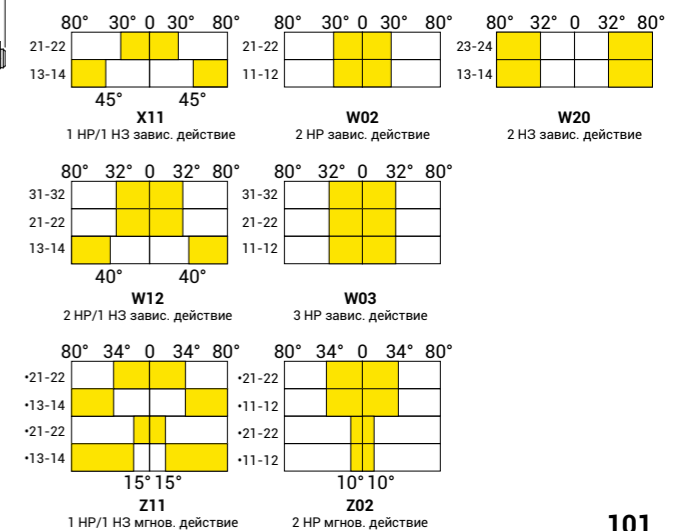 80° 30° 0 30° 80°
21-22
13-14
45° 45°
X11
1 НР/1 НЗ завис. действие
80° 30° 0 30° 80°
21-22
11-12
W02
2 НР завис. действие
80° 32° 0 32° 80°
23-24
13-14
W20
2 НЗ завис. действие
80° 32° 0 32° 80°
31-32
21-22
13-14
40° 40°
W12
2 НР/1 НЗ завис. действие
80° 32° 0 32° 80°
31-32
21-22
11-12
W03
3 НР завис. действие
80° 34° 0 34° 80°
•21-22
•13-14
•21-22
•13-14
15° 15°
Z11
1 НР/1 НЗ мгнов. действие
80° 34° 0 34° 80°
•21-22
•11-12
•21-22
•11-12
10° 10°
Z02
2 НР мгнов. действие
101